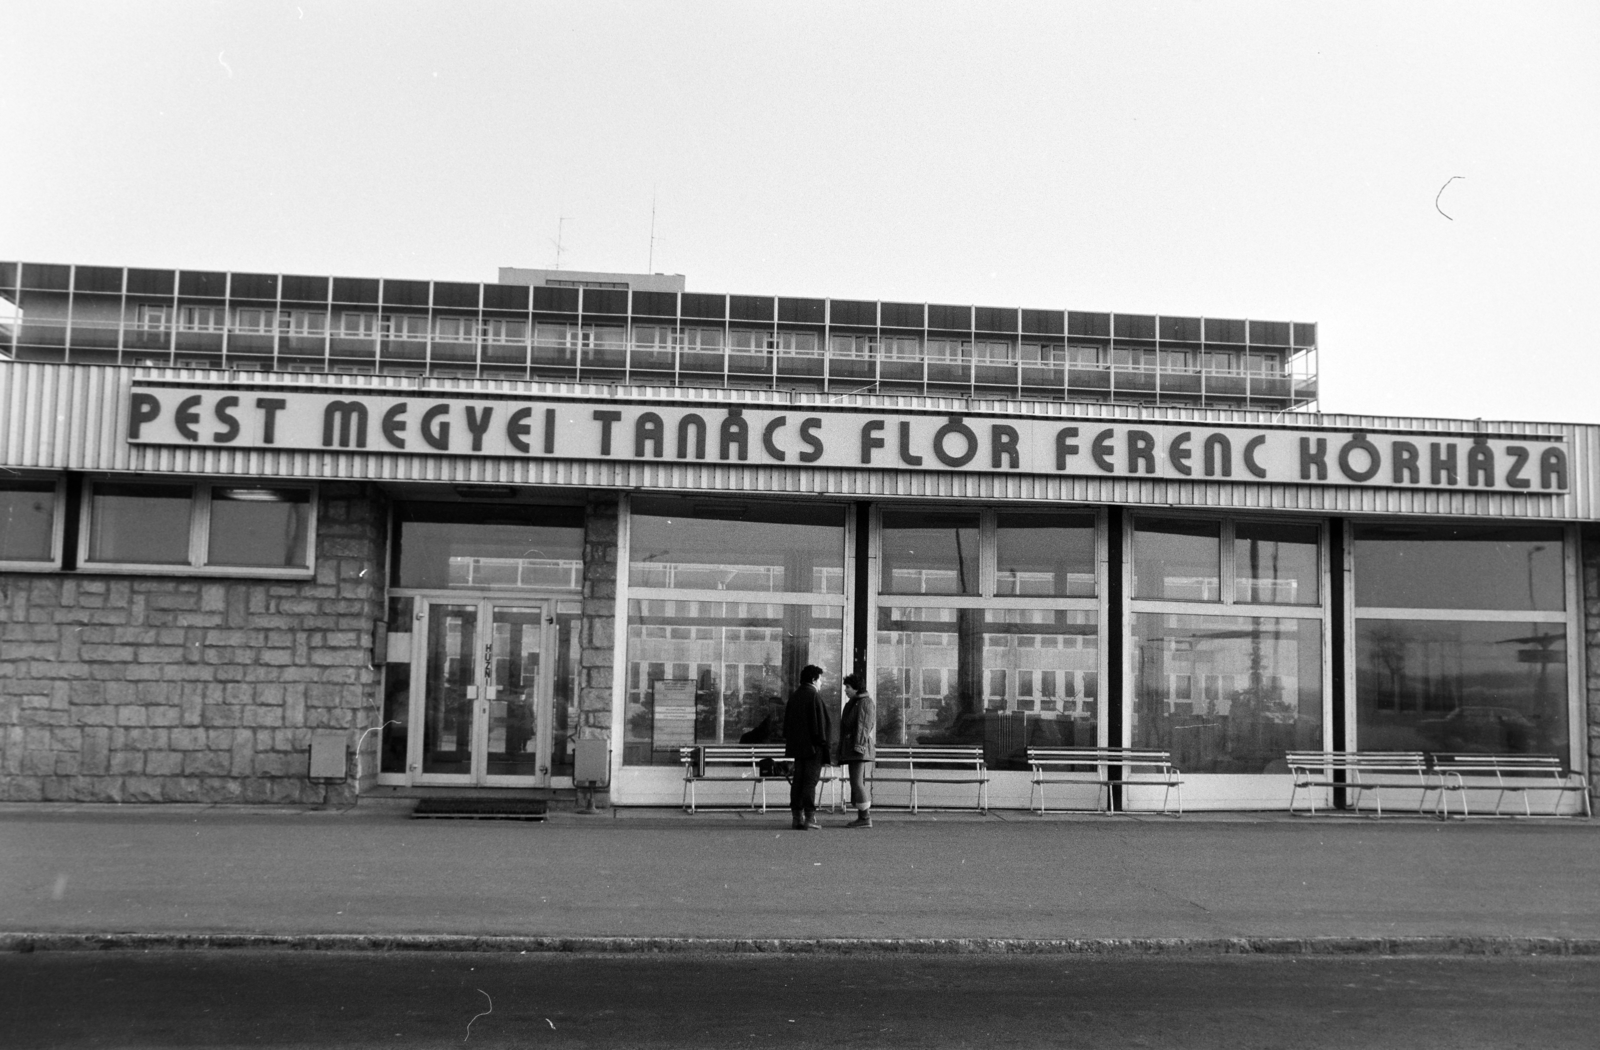 PEST MEGYEI TANÁCS FLÓR FERENC KÓRHÁZA
HÚZNI